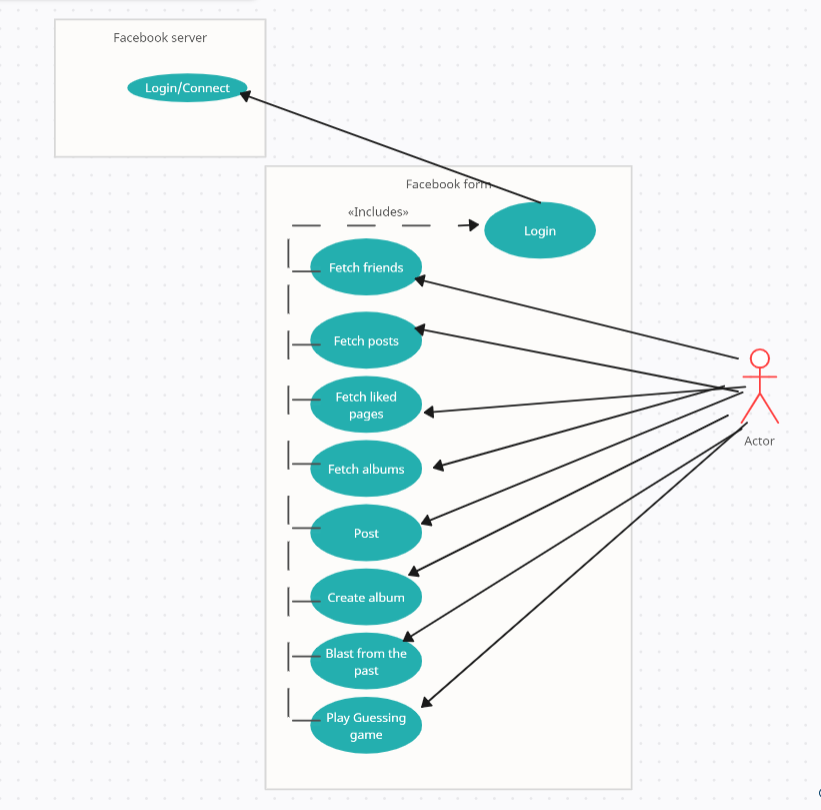 Facebook server
Login/Connect
Facebook form
«Includes»
Login
Fetch friends
Fetch posts
Fetch liked
pages
Fetch albums
Actor
Post
Create album
Blast from the
past
Play Guessing
game